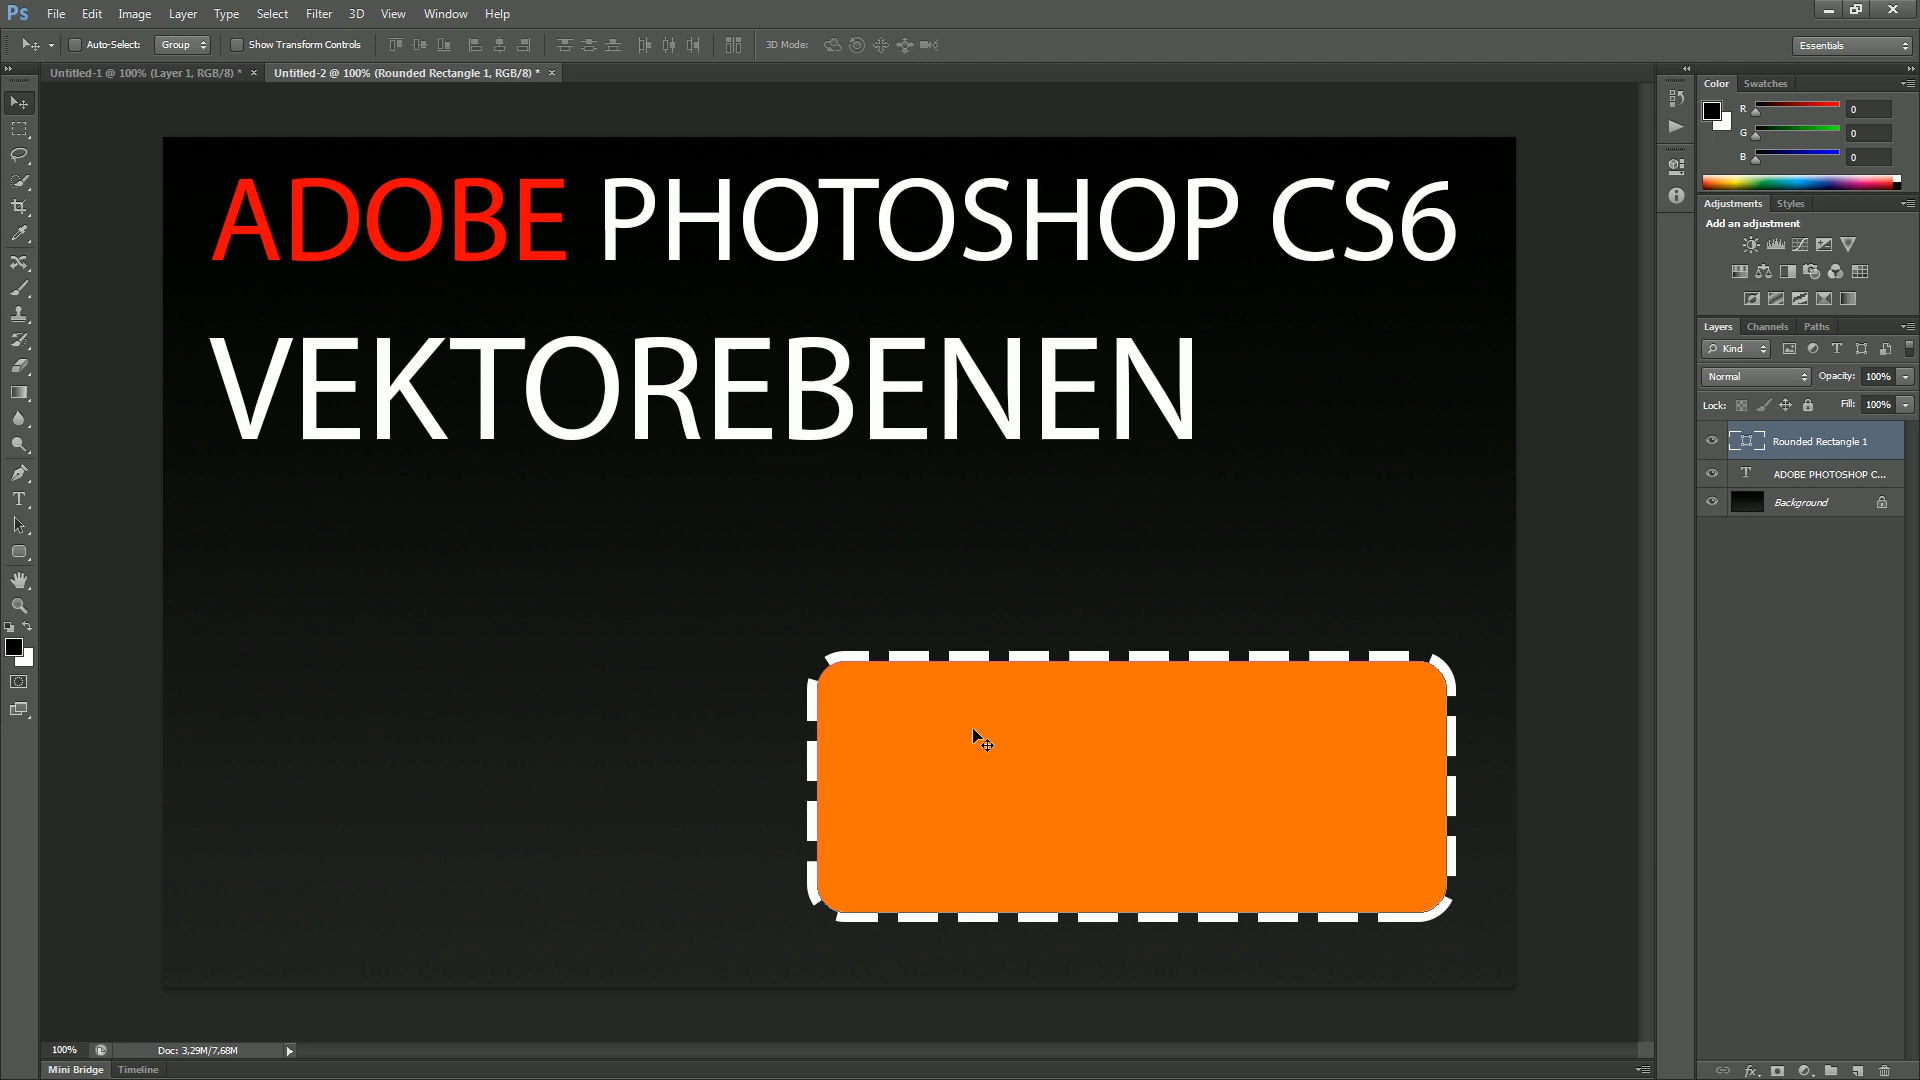 Ps File Edit Image Layer Type Select Filter 3D View Window Help
Auto-Select: Group Show Transform Controls 3D Mode: Essentials
Untitled-1 @ 100% (Layer 1, RGB/8) * × Untitled-2 @ 100% (Rounded Rectangle 1, RGB/8) * ×
Color Swatches
R 0
G 0
B 0
Adjustments Styles
Add an adjustment
ADOBE PHOTOSHOP CS6
VEKTOREBENEN
Layers Channels Paths
Kind
Normal Opacity: 100%
Lock: Fill: 100%
Rounded Rectangle 1
T ADOBE PHOTOSHOP C...
Background
100% Doc: 3,29M/7,68M
Mini Bridge Timeline
fx